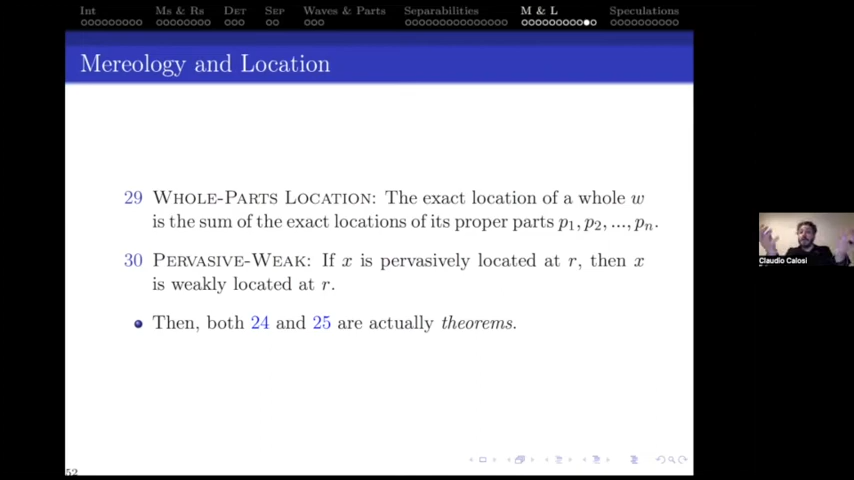 Int Ms & Rs Det Sep Waves & Parts Separabilities M & L Speculations
Mereology and Location
29 Whole-Parts Location: The exact location of a whole w
is the sum of the exact locations of its proper parts p₁, p₂, ..., pₙ.
30 Pervasive-Weak: If x is pervasively located at r, then x
is weakly located at r.
Then, both 24 and 25 are actually theorems.
52
Claudio Calosi